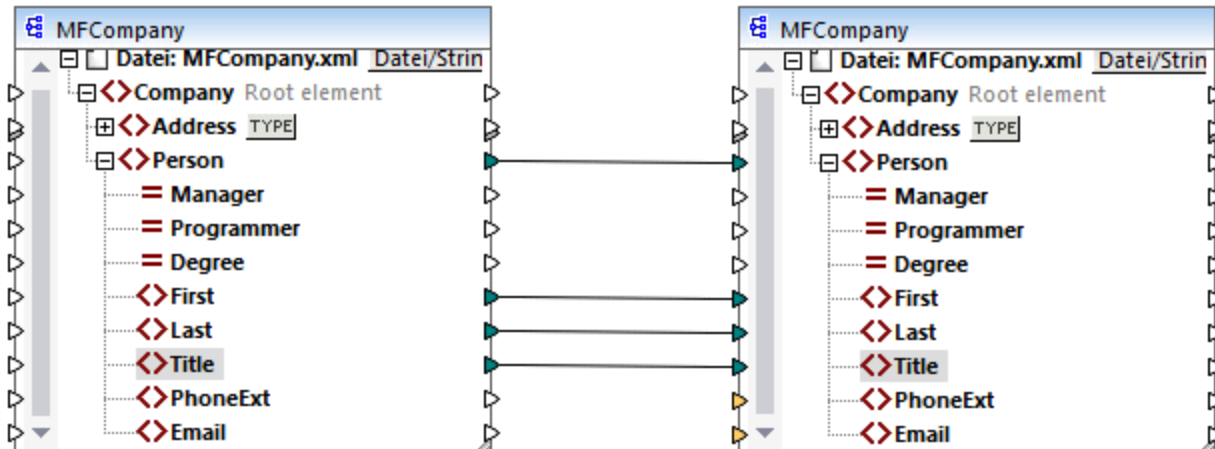 MFCompany
Datei: MFCompany.xml Datei/Strin
Company Root element
Address TYPE
Person
Manager
Programmer
Degree
First
Last
Title
PhoneExt
Email
MFCompany
Datei: MFCompany.xml Datei/Strin
Company Root element
Address TYPE
Person
Manager
Programmer
Degree
First
Last
Title
PhoneExt
Email